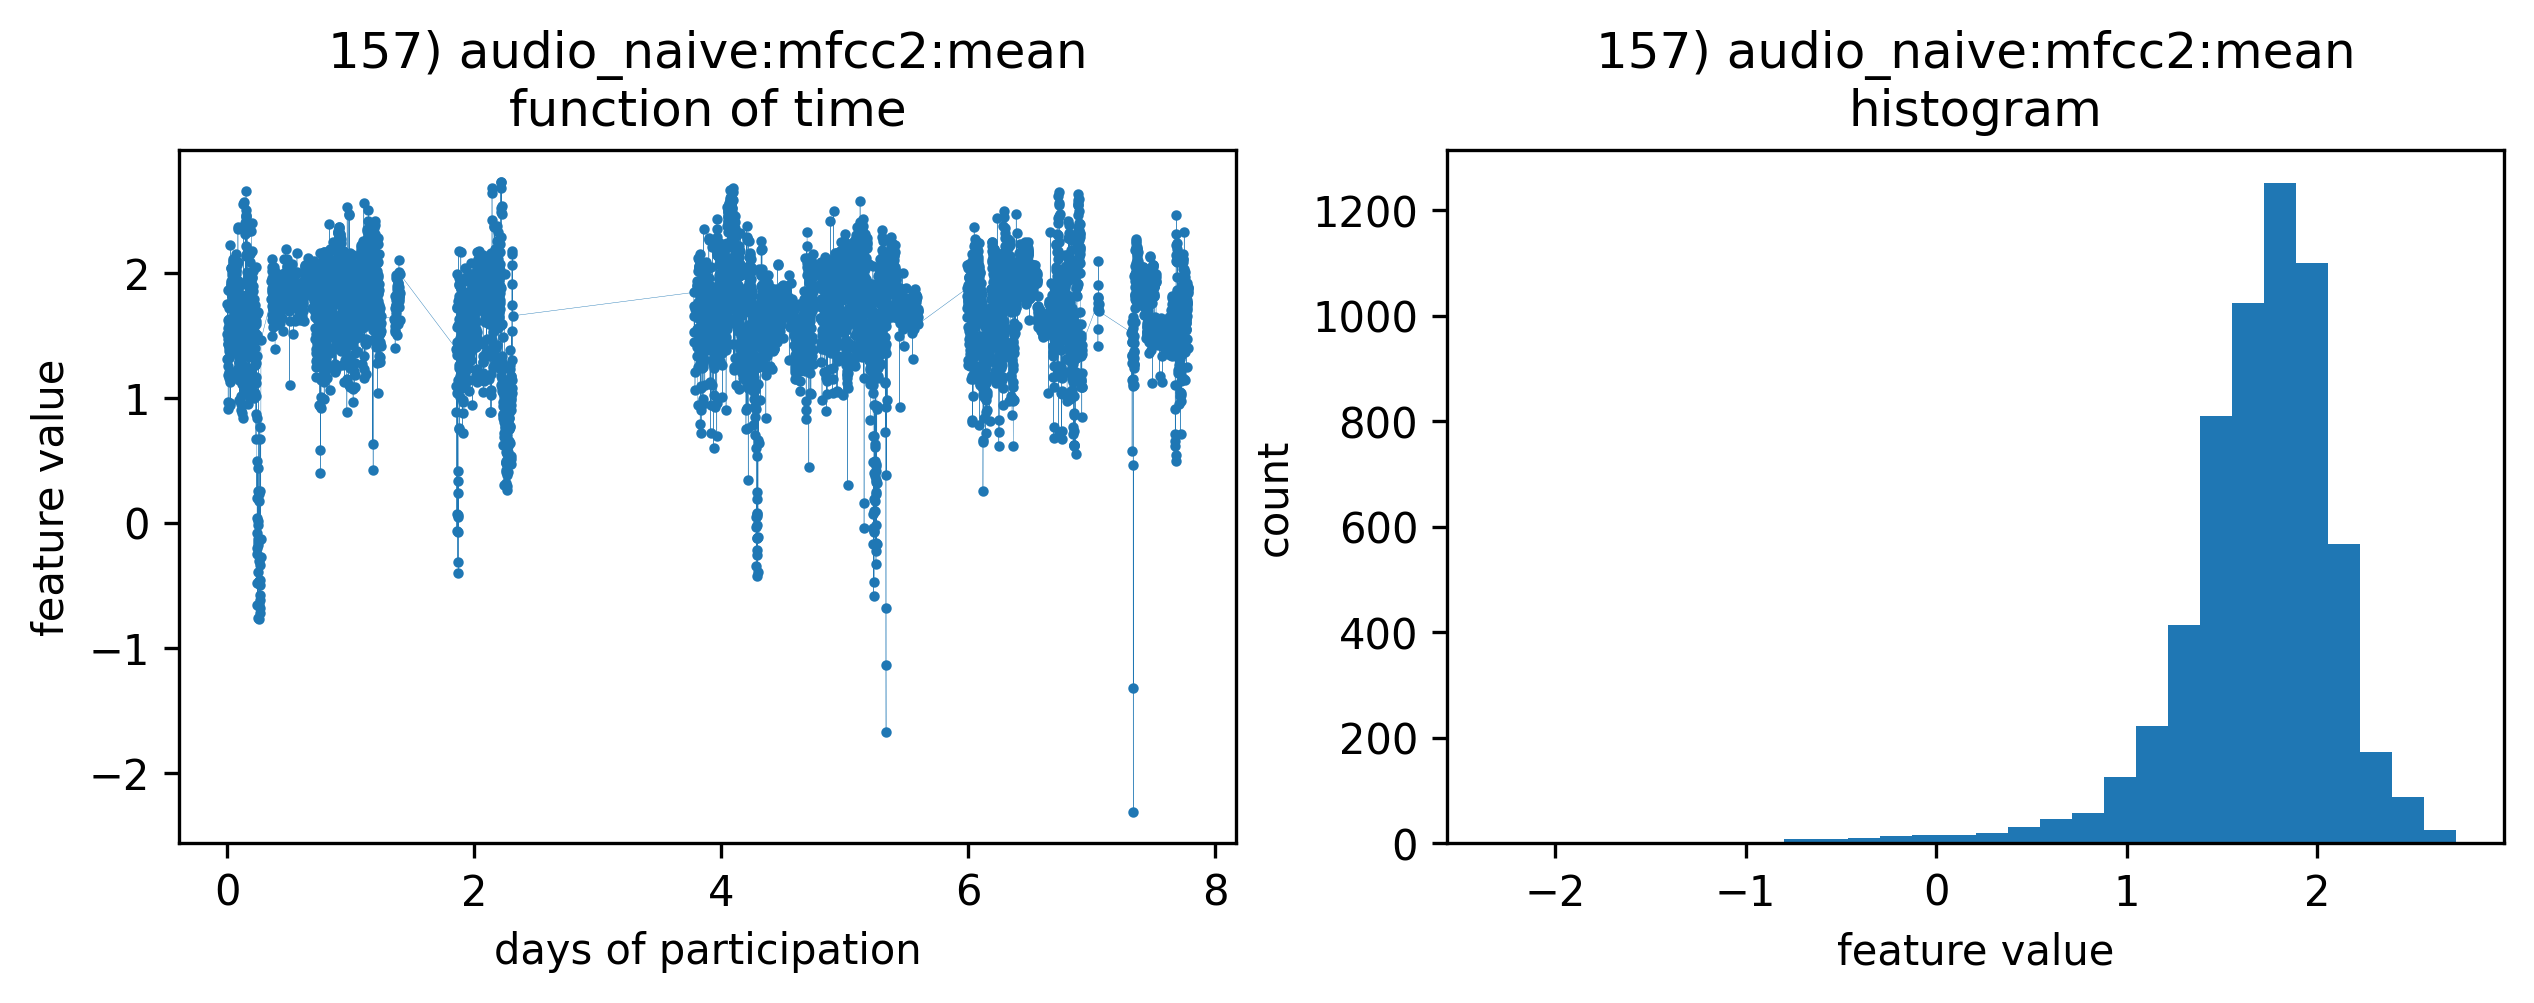 157) audio_naive:mfcc2:mean
function of time
feature value
2
1
0
−1
−2
0 2 4 6 8
days of participation
157) audio_naive:mfcc2:mean
histogram
count
1200
1000
800
600
400
200
0
−2 −1 0 1 2
feature value